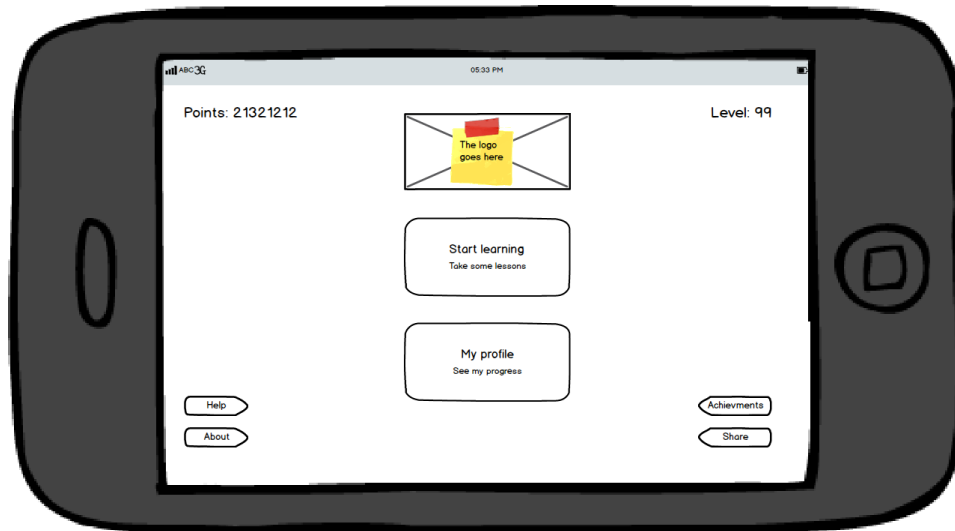 ABC 3G
05:33 PM
Points: 21321212
Level: 99
The logo
goes here
Start learning
Take some lessons
My profile
See my progress
Help
Achievments
About
Share